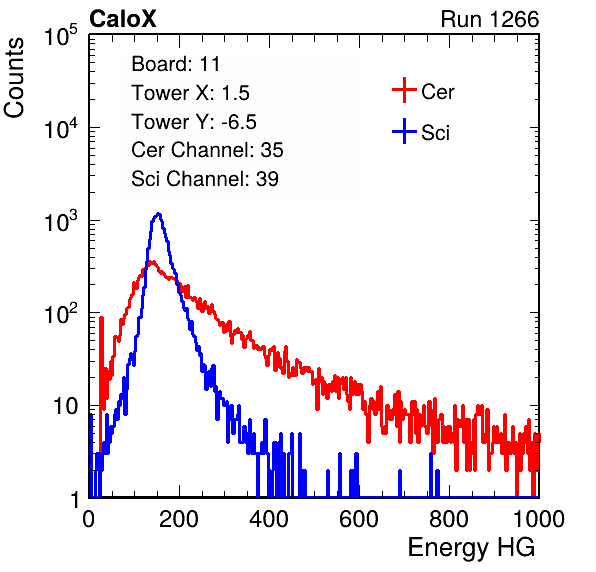 CaloX Run 1266
Counts
10^5
10^4
10^3
10^2
10
1
Board: 11
Tower X: 1.5
Tower Y: -6.5
Cer Channel: 35
Sci Channel: 39
Cer
Sci
0 200 400 600 800 1000
Energy HG